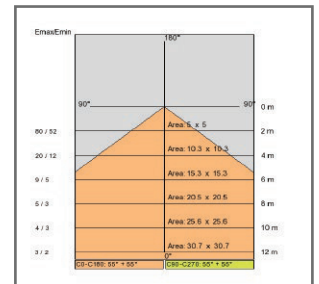 Emax/Emin
180°
90° 90° 0 m
Area: 5 x 5
80 / 52 2 m
Area: 10.3 x 10.3
20 / 12 4 m
Area: 15.3 x 15.3
9 / 5 6 m
Area: 20.5 x 20.5
5 / 3 8 m
Area: 25.6 x 25.6
4 / 3 10 m
Area: 30.7 x 30.7
3 / 2 12 m
0°
C0-C180: 55° + 55° C90-C270: 55° + 55°